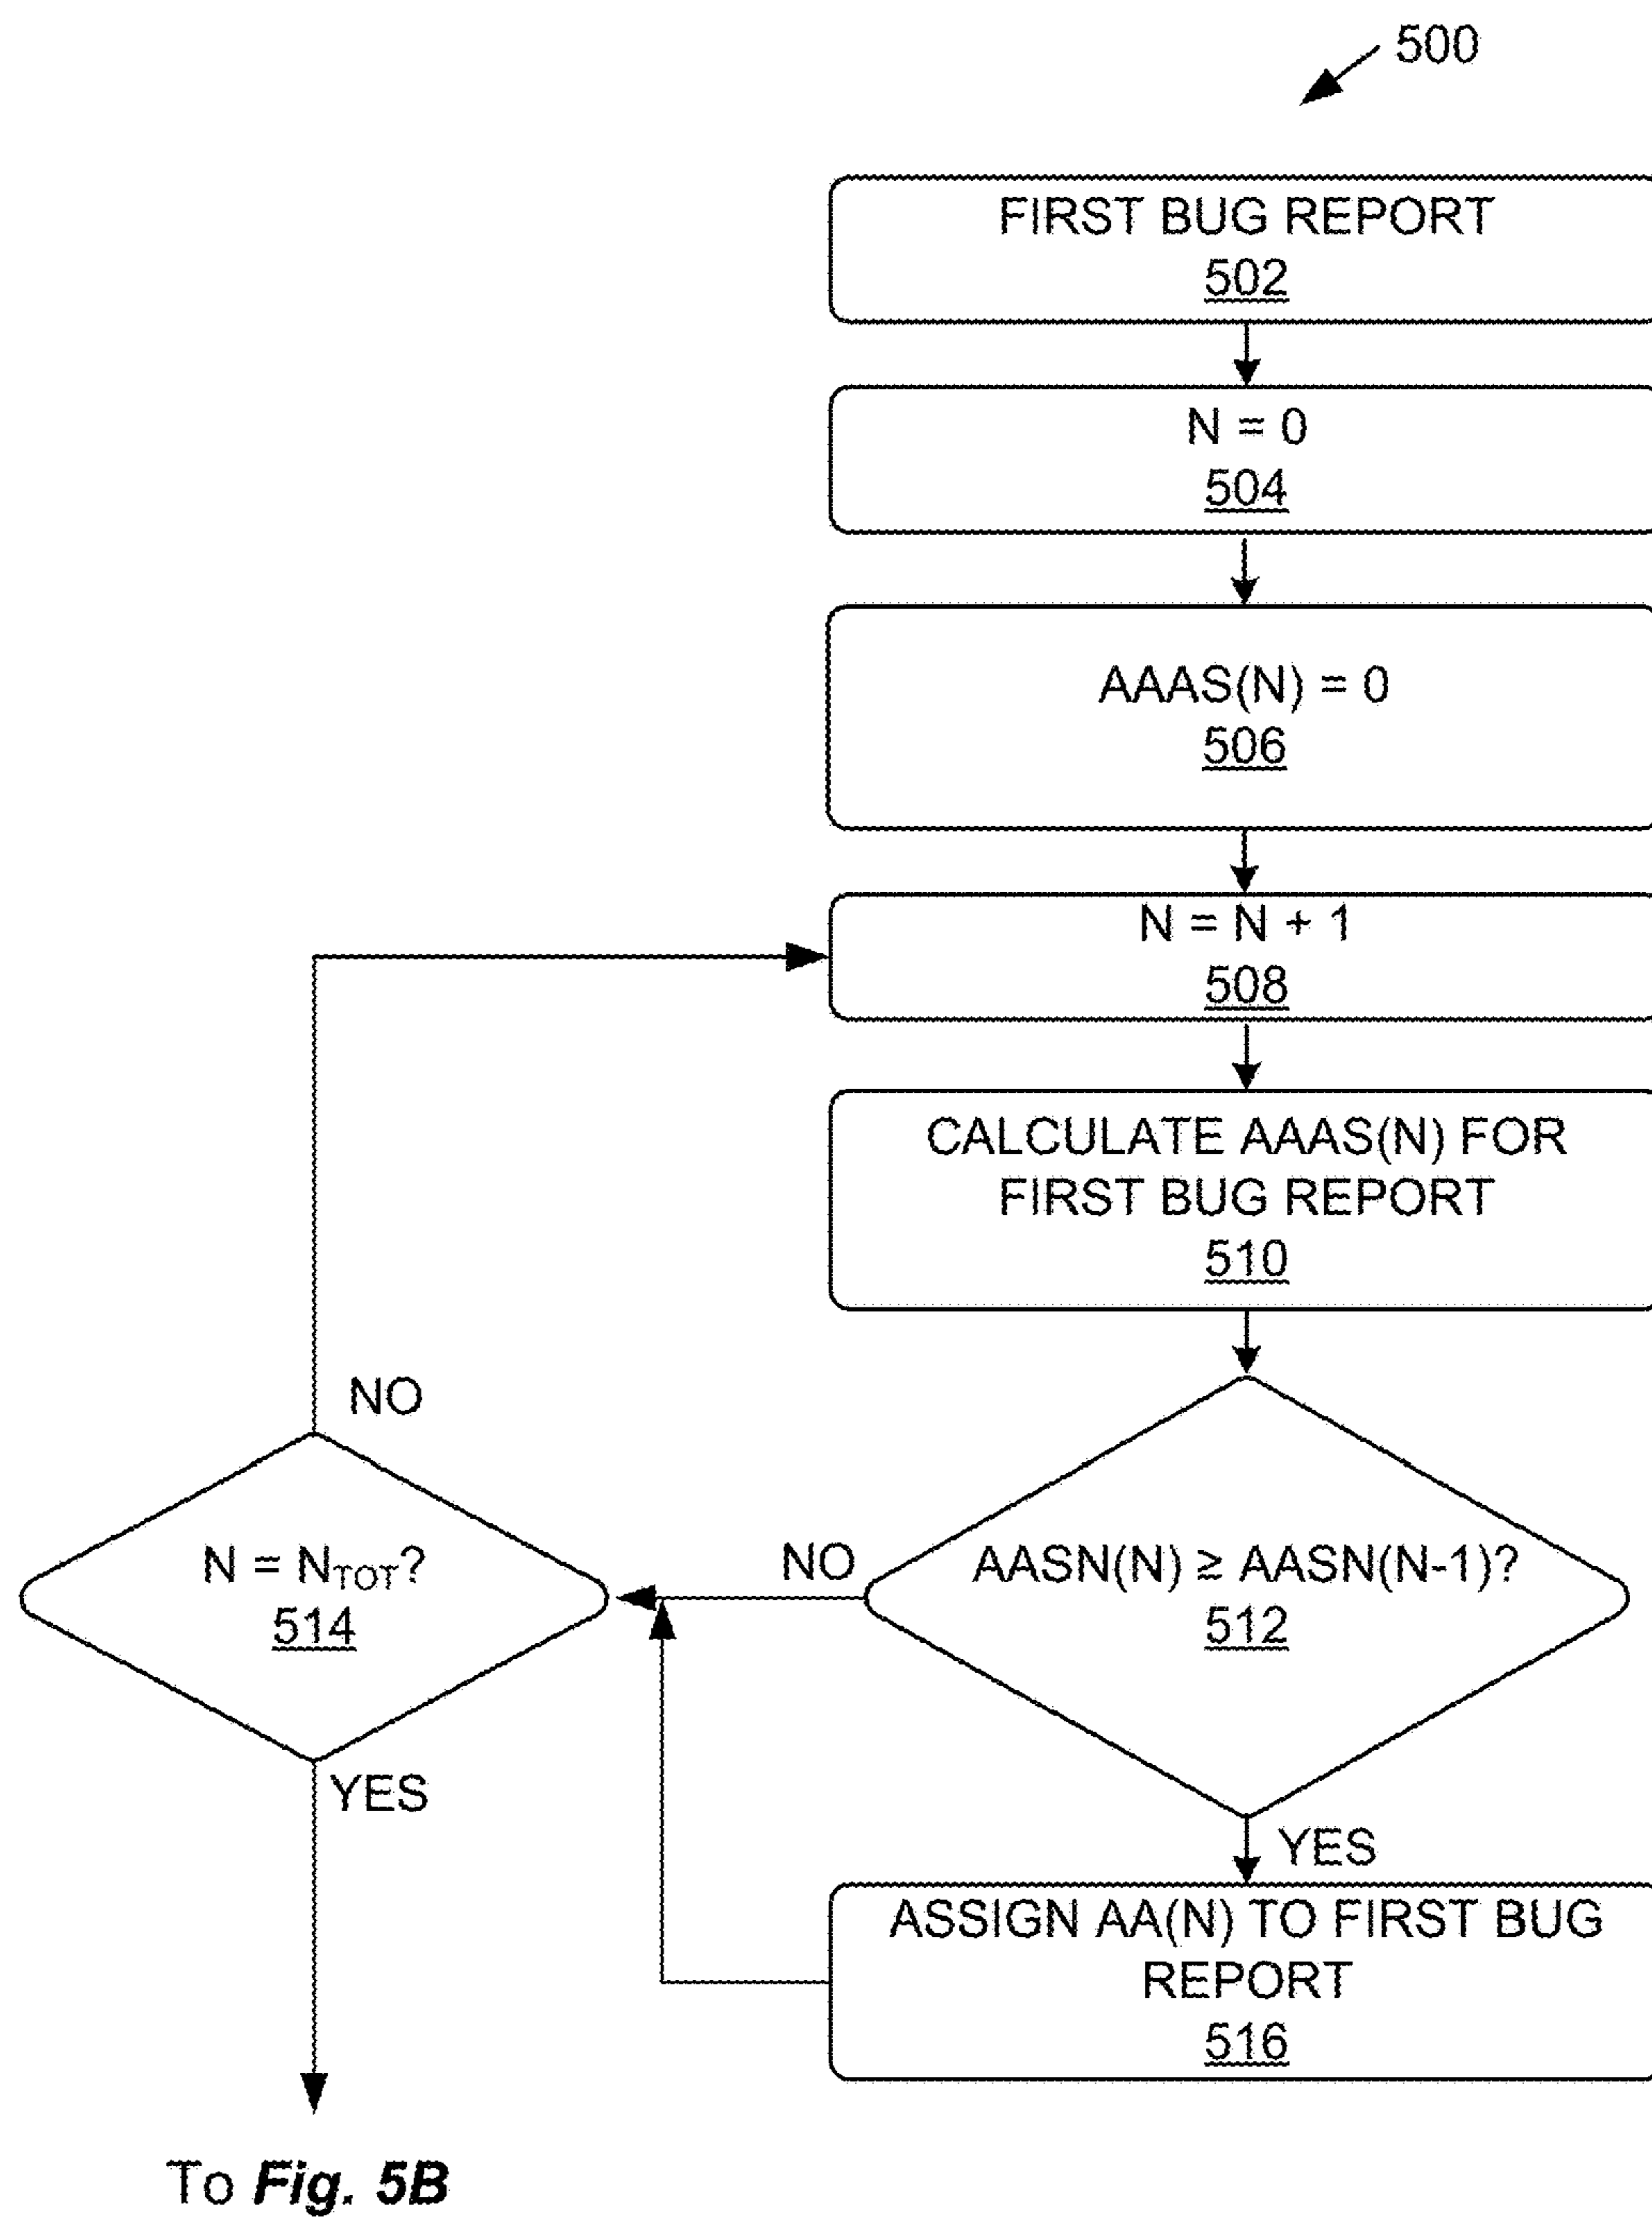 500
FIRST BUG REPORT
502
N = 0
504
AAAS(N) = 0
506
N = N + 1
508
CALCULATE AAAS(N) FOR
FIRST BUG REPORT
510
NO
N = NTOT?
514
YES
NO
AASN(N) ≥ AASN(N-1)?
512
YES
ASSIGN AA(N) TO FIRST BUG
REPORT
516
To Fig. 5B